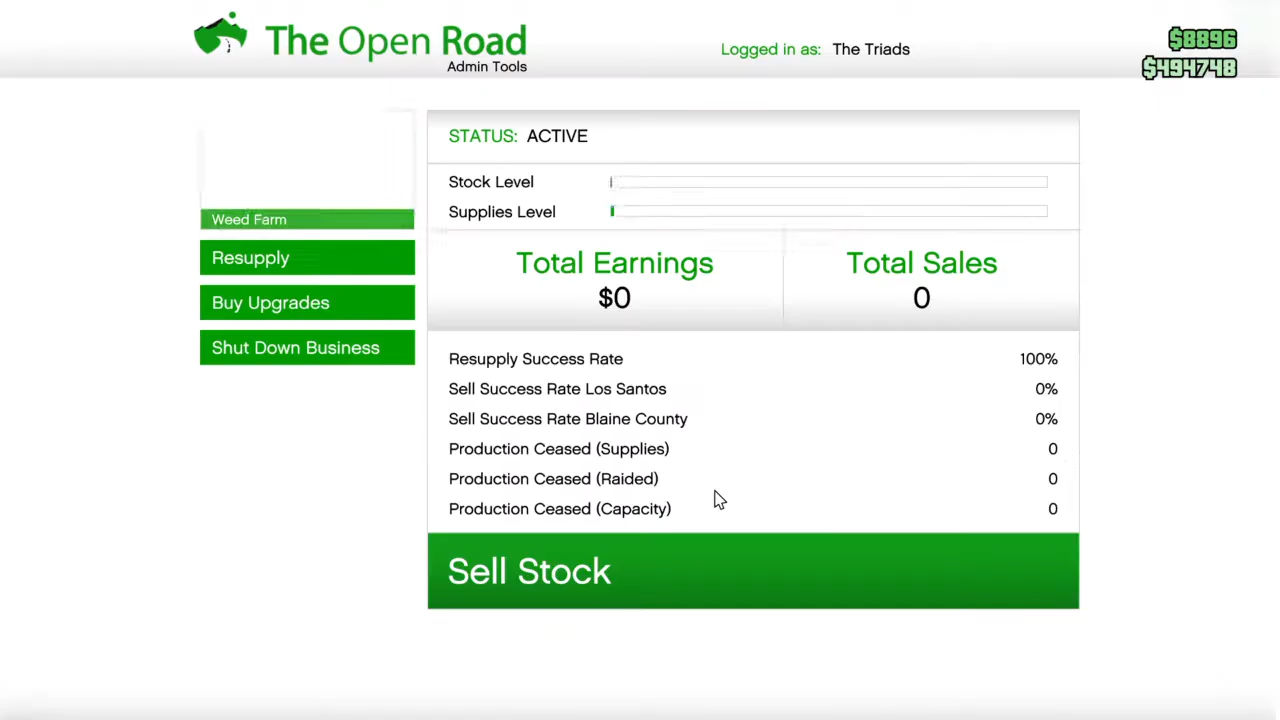 The Open Road
Admin Tools
Logged in as: The Triads
$8896
$494748
Weed Farm
Resupply
Buy Upgrades
Shut Down Business
STATUS: ACTIVE
Stock Level
Supplies Level
Total Earnings
$0
Total Sales
0
Resupply Success Rate 100%
Sell Success Rate Los Santos 0%
Sell Success Rate Blaine County 0%
Production Ceased (Supplies) 0
Production Ceased (Raided) 0
Production Ceased (Capacity) 0
Sell Stock